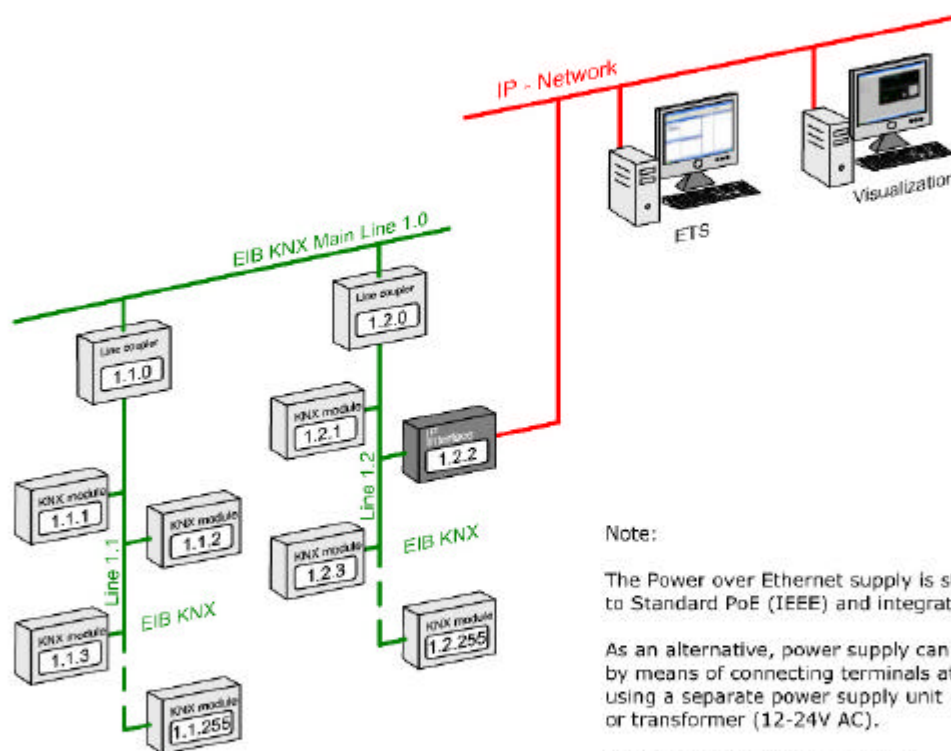 IP - Network
ETS
Visualization
EIB KNX Main Line 1.0
Line coupler
1.1.0
Line coupler
1.2.0
KNX module
1.2.1
IP
Interface
1.2.2
Line 1.2
KNX module
1.1.1
KNX module
1.1.2
KNX module
1.2.3
EIB KNX
Line 1.1
KNX module
1.1.3
EIB KNX
KNX module
1.2.255
KNX module
1.1.255
Note:
The Power over Ethernet supply is
to Standard PoE (IEEE) and
As an alternative, power supply can
by means of connecting terminals
using a separate power supply unit
or transformer (12-24V AC).